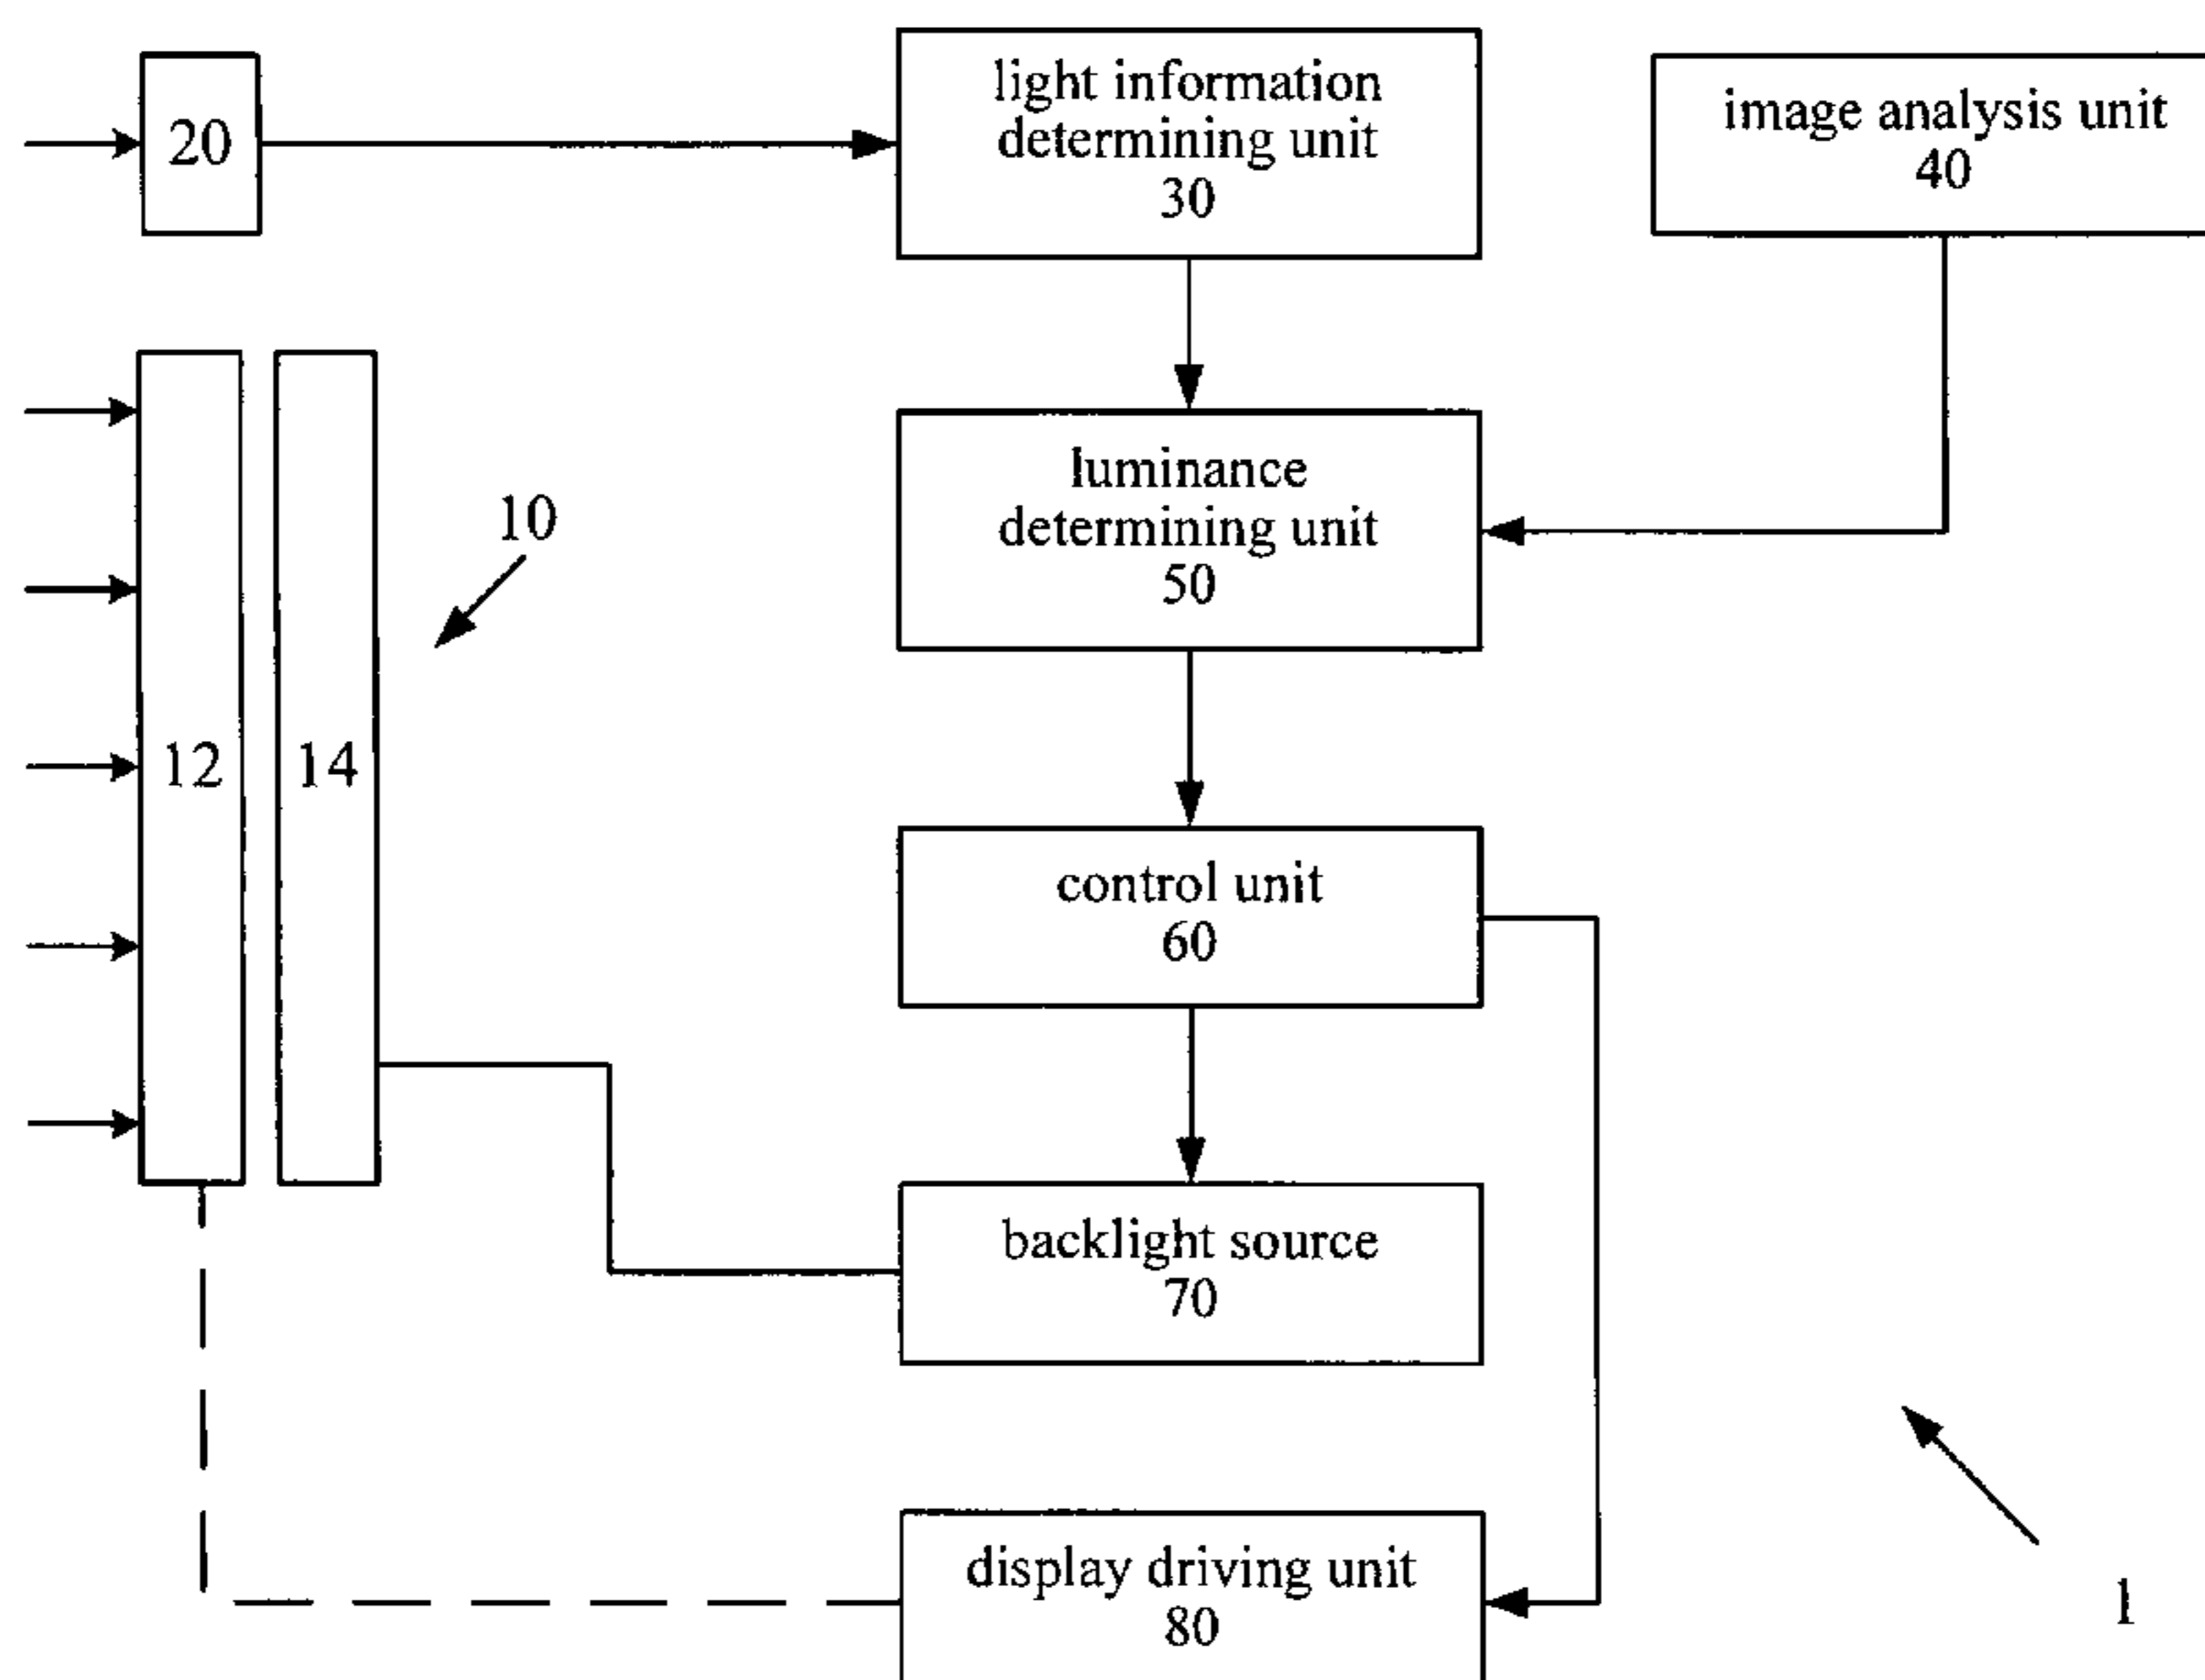 20
light information
determining unit
30
image analysis unit
40
10
luminance
determining unit
50
12
14
control unit
60
backlight source
70
display driving unit
80
1